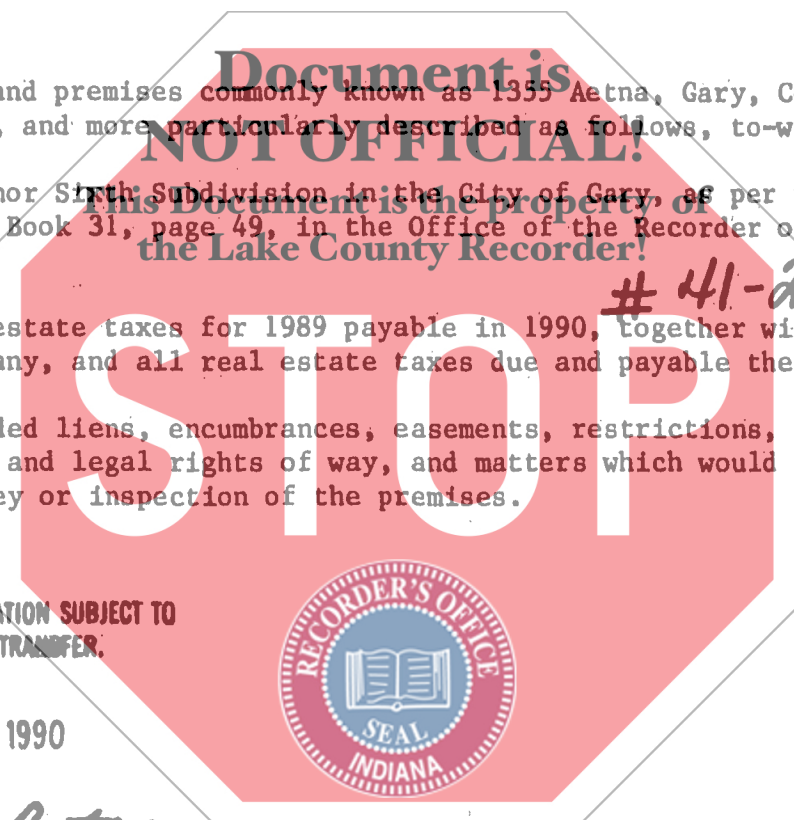 Document is
and premises commonly known as 1355 Aetna, Gary, C
, and more particularly described as follows, to-w
NOT OFFICIAL!
nor Sixth Subdivision in the City of Gary, as per
This Document is the property of
Book 31, page 49, in the Office of the Recorder o
the Lake County Recorder!
# 41-2
estate taxes for 1989 payable in 1990, together wi
any, and all real estate taxes due and payable the
STOP
led liens, encumbrances, easements, restrictions,
and legal rights of way, and matters which would
ey or inspection of the premises.
ATION SUBJECT TO
TRANSFER.
RECORDER'S OFFICE
SEAL
INDIANA
1990